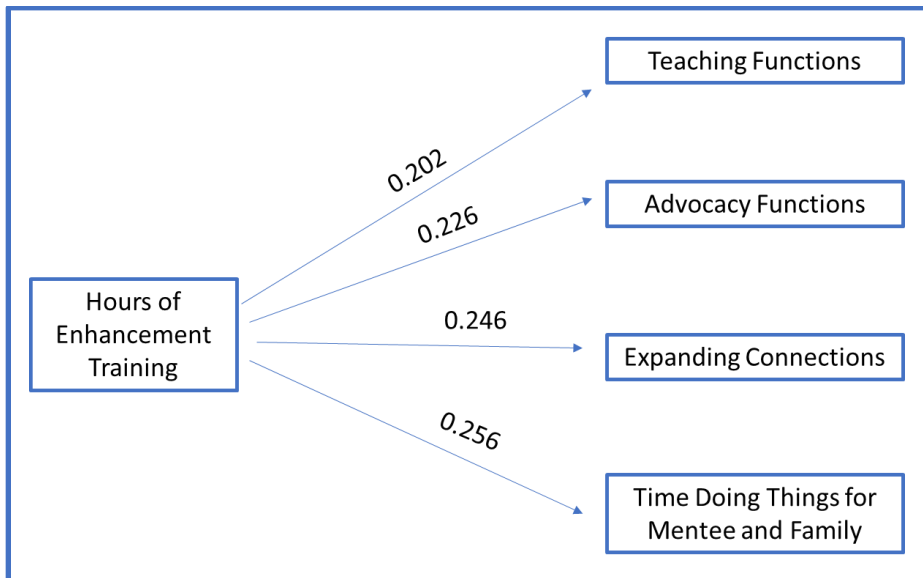 Teaching Functions
0.202
Advocacy Functions
0.226
Hours of
Enhancement
Training
0.246
Expanding Connections
0.256
Time Doing Things for
Mentee and Family